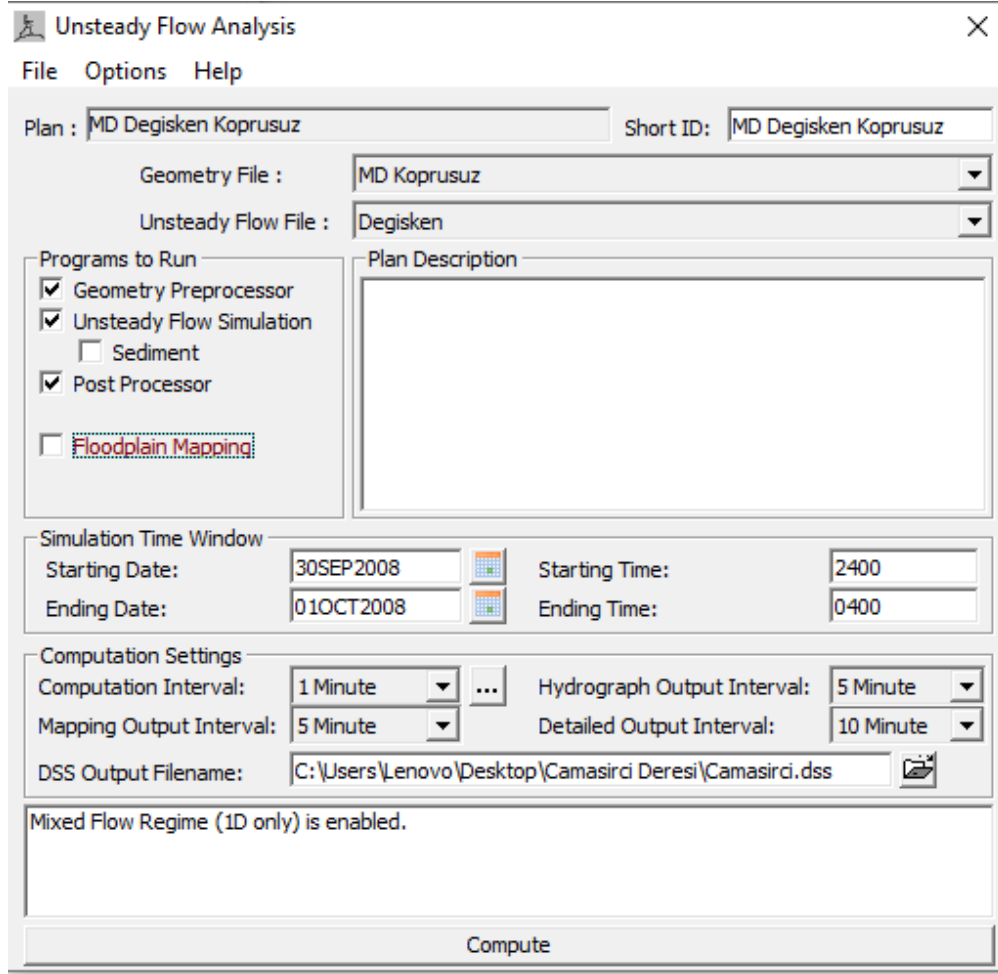 Unsteady Flow Analysis
File Options Help
Plan : MD Degisken Koprusuz Short ID: MD Degisken Koprusuz
Geometry File : MD Koprusuz
Unsteady Flow File : Degisken
Programs to Run
Geometry Preprocessor
Unsteady Flow Simulation
Sediment
Post Processor
Floodplain Mapping
Plan Description
Simulation Time Window
Starting Date: 30SEP2008 Starting Time: 2400
Ending Date: 01OCT2008 Ending Time: 0400
Computation Settings
Computation Interval: 1 Minute ... Hydrograph Output Interval: 5 Minute
Mapping Output Interval: 5 Minute Detailed Output Interval: 10 Minute
DSS Output Filename: C:\Users\Lenovo\Desktop\Camasirci Deresi\Camasirci.dss
Mixed Flow Regime (1D only) is enabled.
Compute